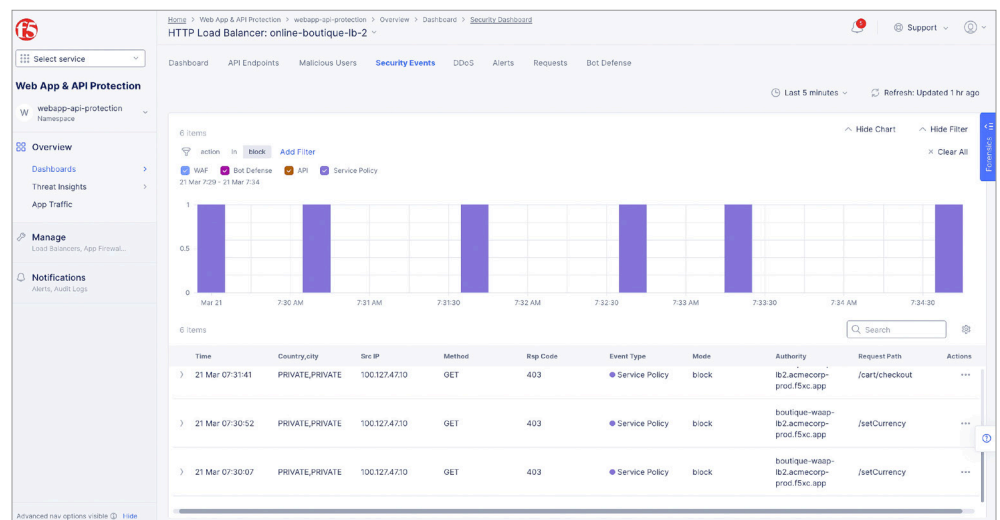 f5
Home > Web App & API Protection > webapp-api-protection > Overview > Dashboard > Security Dashboard
HTTP Load Balancer: online-boutique-lb-2
5
Support
Select service
Web App & API Protection
W
webapp-api-protection
Namespace
Overview
Dashboards
Threat Insights
App Traffic
Manage
Load Balancers, App Firewal...
Notifications
Alerts, Audit Logs
Advanced nav options visible Hide
Dashboard API Endpoints Malicious Users Security Events DDoS Alerts Requests Bot Defense
Last 5 minutes Refresh: Updated 1 hr ago
6 items
Hide Chart Hide Filter
action in block Add Filter
Clear All
Forensics
WAF Bot Defense API Service Policy
21 Mar 7:29 - 21 Mar 7:34
1
0.5
0
Mar 21 7:30 AM 7:31 AM 7:31:30 7:32 AM 7:32:30 7:33 AM 7:33:30 7:34 AM 7:34:30
6 items
Search
Time Country,city Src IP Method Rsp Code Event Type Mode Authority Request Path Actions
21 Mar 07:31:41 PRIVATE,PRIVATE 100.127.47.10 GET 403 Service Policy block lb2.acmecorp-prod.f5xc.app /cart/checkout ...
21 Mar 07:30:52 PRIVATE,PRIVATE 100.127.47.10 GET 403 Service Policy block boutique-waap-lb2.acmecorp-prod.f5xc.app /setCurrency ...
21 Mar 07:30:07 PRIVATE,PRIVATE 100.127.47.10 GET 403 Service Policy block boutique-waap-lb2.acmecorp-prod.f5xc.app /setCurrency ...